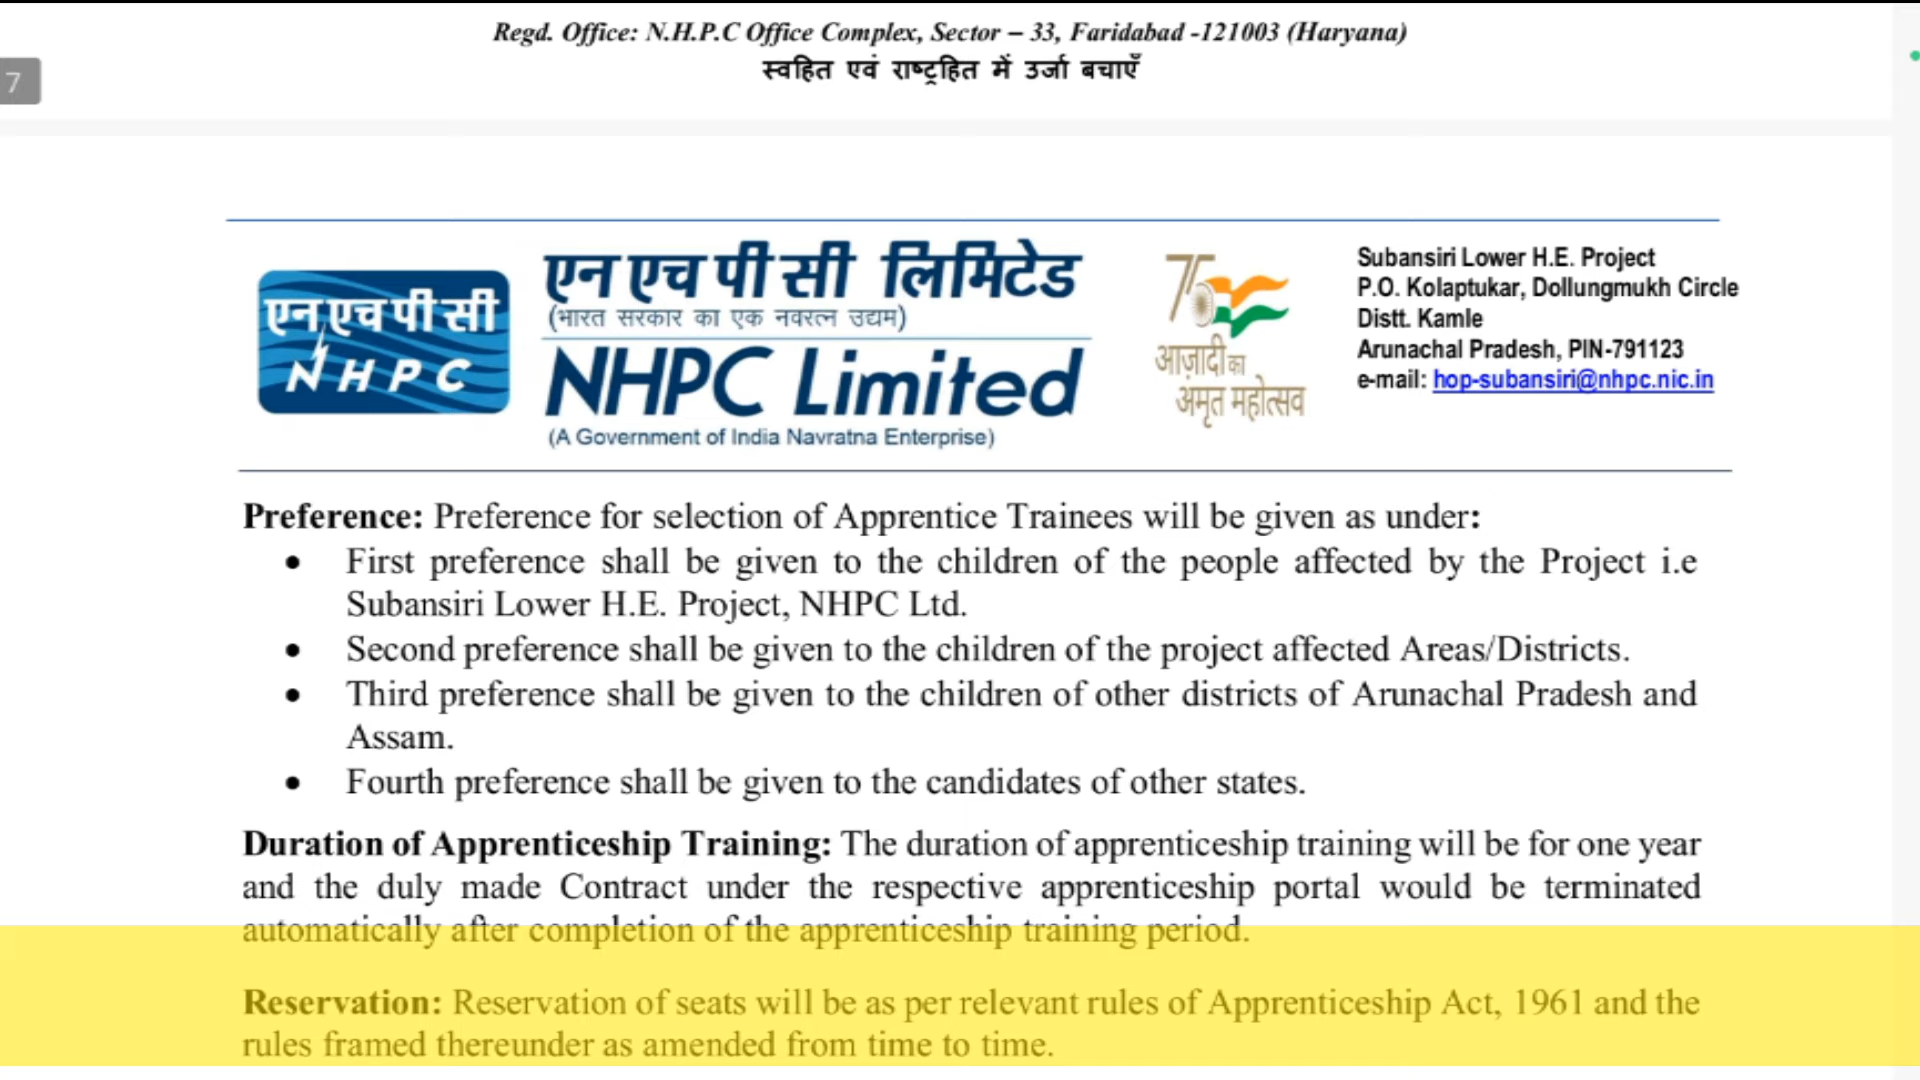 Regd. Office: N.H.P.C Office Complex, Sector – 33, Faridabad -121003 (Haryana)
स्वहित एवं राष्ट्रहित में उर्जा बचाएँ
7
एन एच पी सी
NHPC
एन एच पी सी लिमिटेड
(भारत सरकार का एक नवरत्न उद्यम)
NHPC Limited
(A Government of India Navratna Enterprise)
75
आज़ादी का
अमृत महोत्सव
Subansiri Lower H.E. Project
P.O. Kolaptukar, Dollungmukh Circle
Distt. Kamle
Arunachal Pradesh, PIN-791123
e-mail: hop-subansiri@nhpc.nic.in
Preference: Preference for selection of Apprentice Trainees will be given as under:
• First preference shall be given to the children of the people affected by the Project i.e
Subansiri Lower H.E. Project, NHPC Ltd.
• Second preference shall be given to the children of the project affected Areas/Districts.
• Third preference shall be given to the children of other districts of Arunachal Pradesh and
Assam.
• Fourth preference shall be given to the candidates of other states.
Duration of Apprenticeship Training: The duration of apprenticeship training will be for one year
and the duly made Contract under the respective apprenticeship portal would be terminated
automatically after completion of the apprenticeship training period.
Reservation: Reservation of seats will be as per relevant rules of Apprenticeship Act, 1961 and the
rules framed thereunder as amended from time to time.